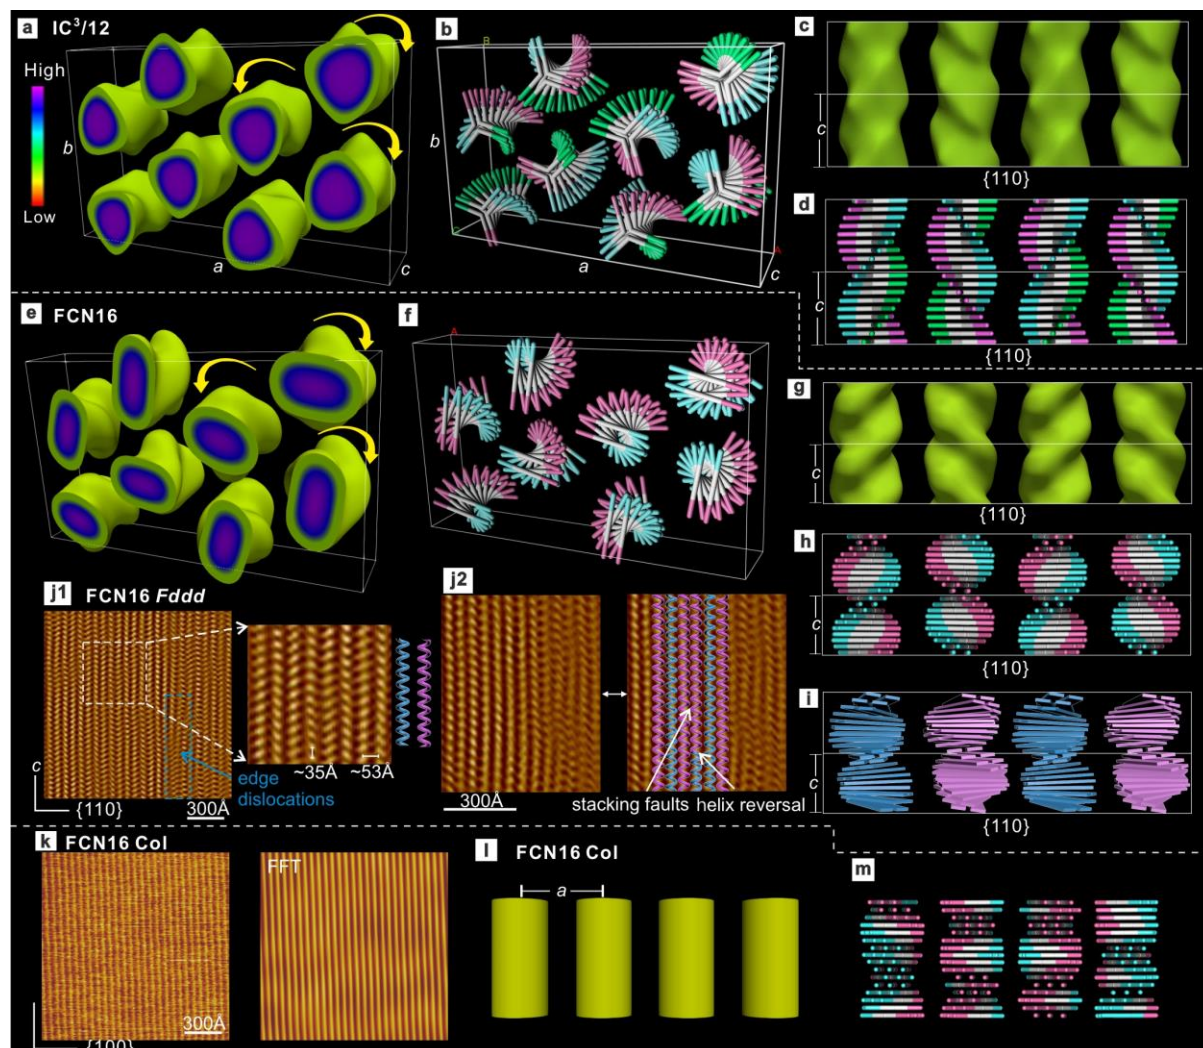 a IC³/12
High
Low
b
a
c
b
B
C
A
b
a
c
c
c
{110}
d
c
{110}
e FCN16
f
A
g
c
{110}
h
c
{110}
i
c
{110}
j1 FCN16 Fddd
~35Å ~53Å
edge
dislocations
c
{110} 300Å
j2
300Å
stacking faults helix reversal
k FCN16 Col
300Å
{100}
FFT
l FCN16 Col
a
m